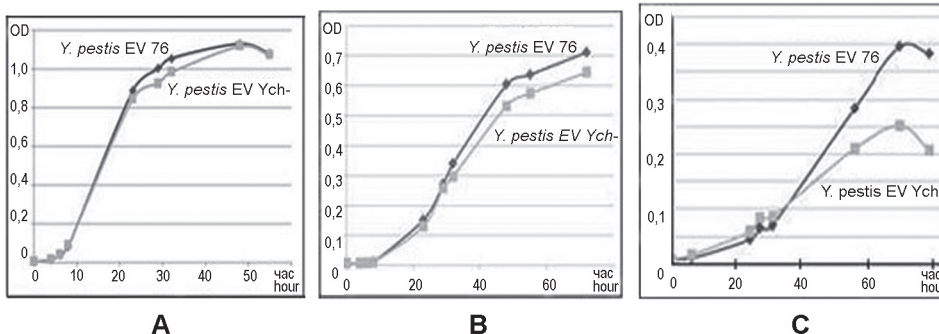 OD
Y. pestis EV 76
Y. pestis EV Ych-
1,0
0,8
0,6
0,4
0,2
0
0 10 20 30 40 50
час
hour
A
OD
Y. pestis EV 76
Y. pestis EV Ych-
0,7
0,6
0,5
0,4
0,3
0,2
0,1
0
0 20 40 60
час
hour
B
OD
Y. pestis EV 76
Y. pestis EV Ych
0,4
0,3
0,2
0,1
0
0 20 40 60
час
hour
C